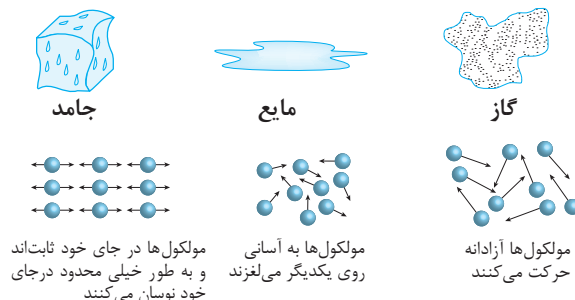 گاز
مایع
جامد
مولکول‌ها آزادانه
حرکت می‌کنند
مولکول‌ها به آسانی
روی یکدیگر می‌لغزند
مولکول‌ها در جای خود ثابت‌اند
و به طور خیلی محدود درجای
خود نوسان می‌کنند